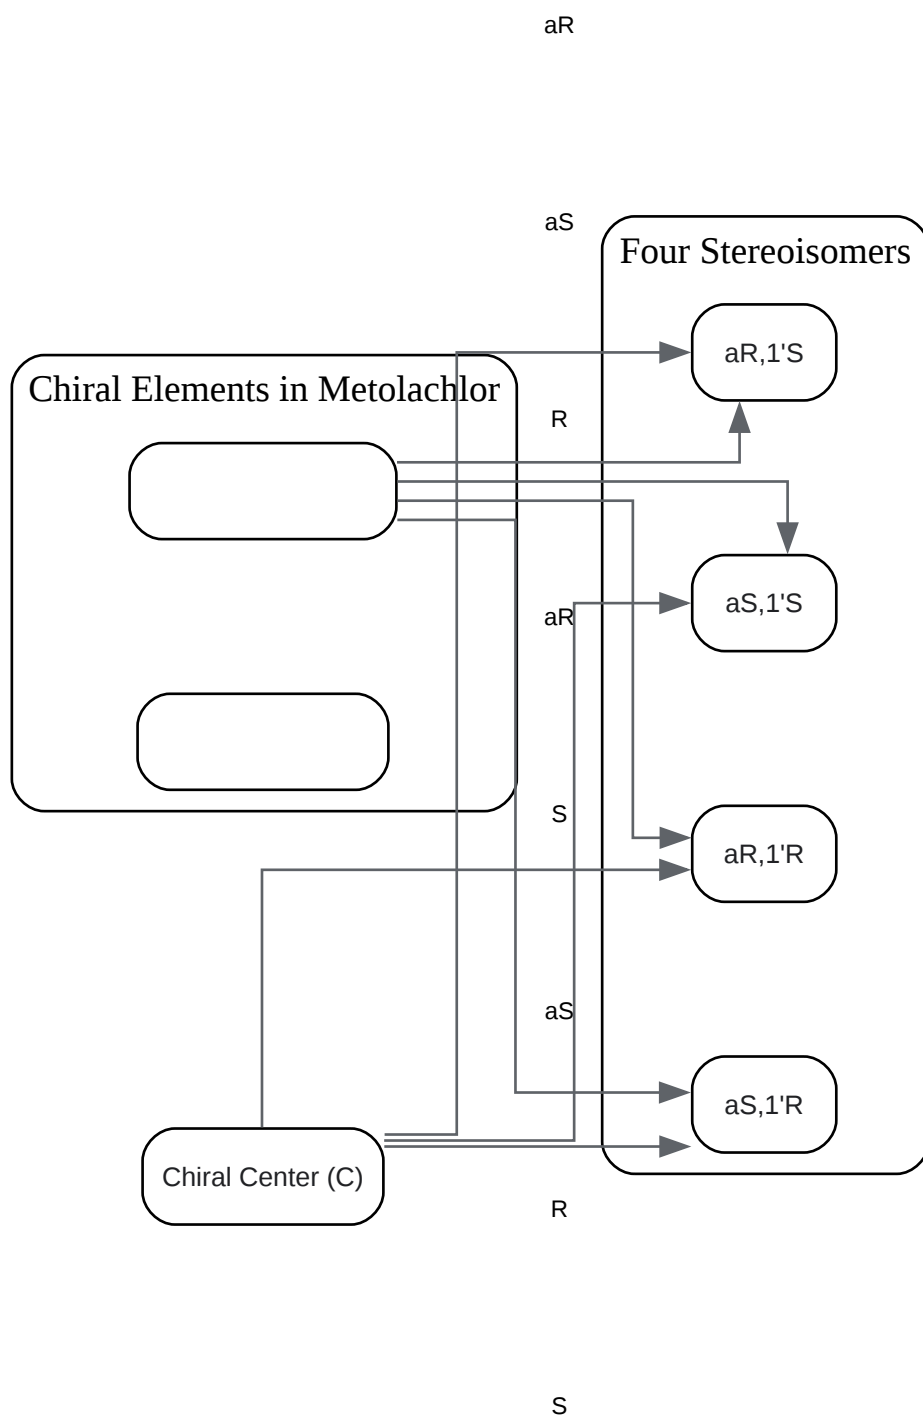 aR
aS
Four Stereoisomers
aR,1'S
Chiral Elements in Metolachlor
R
aS,1'S
aR
S
aR,1'R
aS
aS,1'R
Chiral Center (C)
R
S